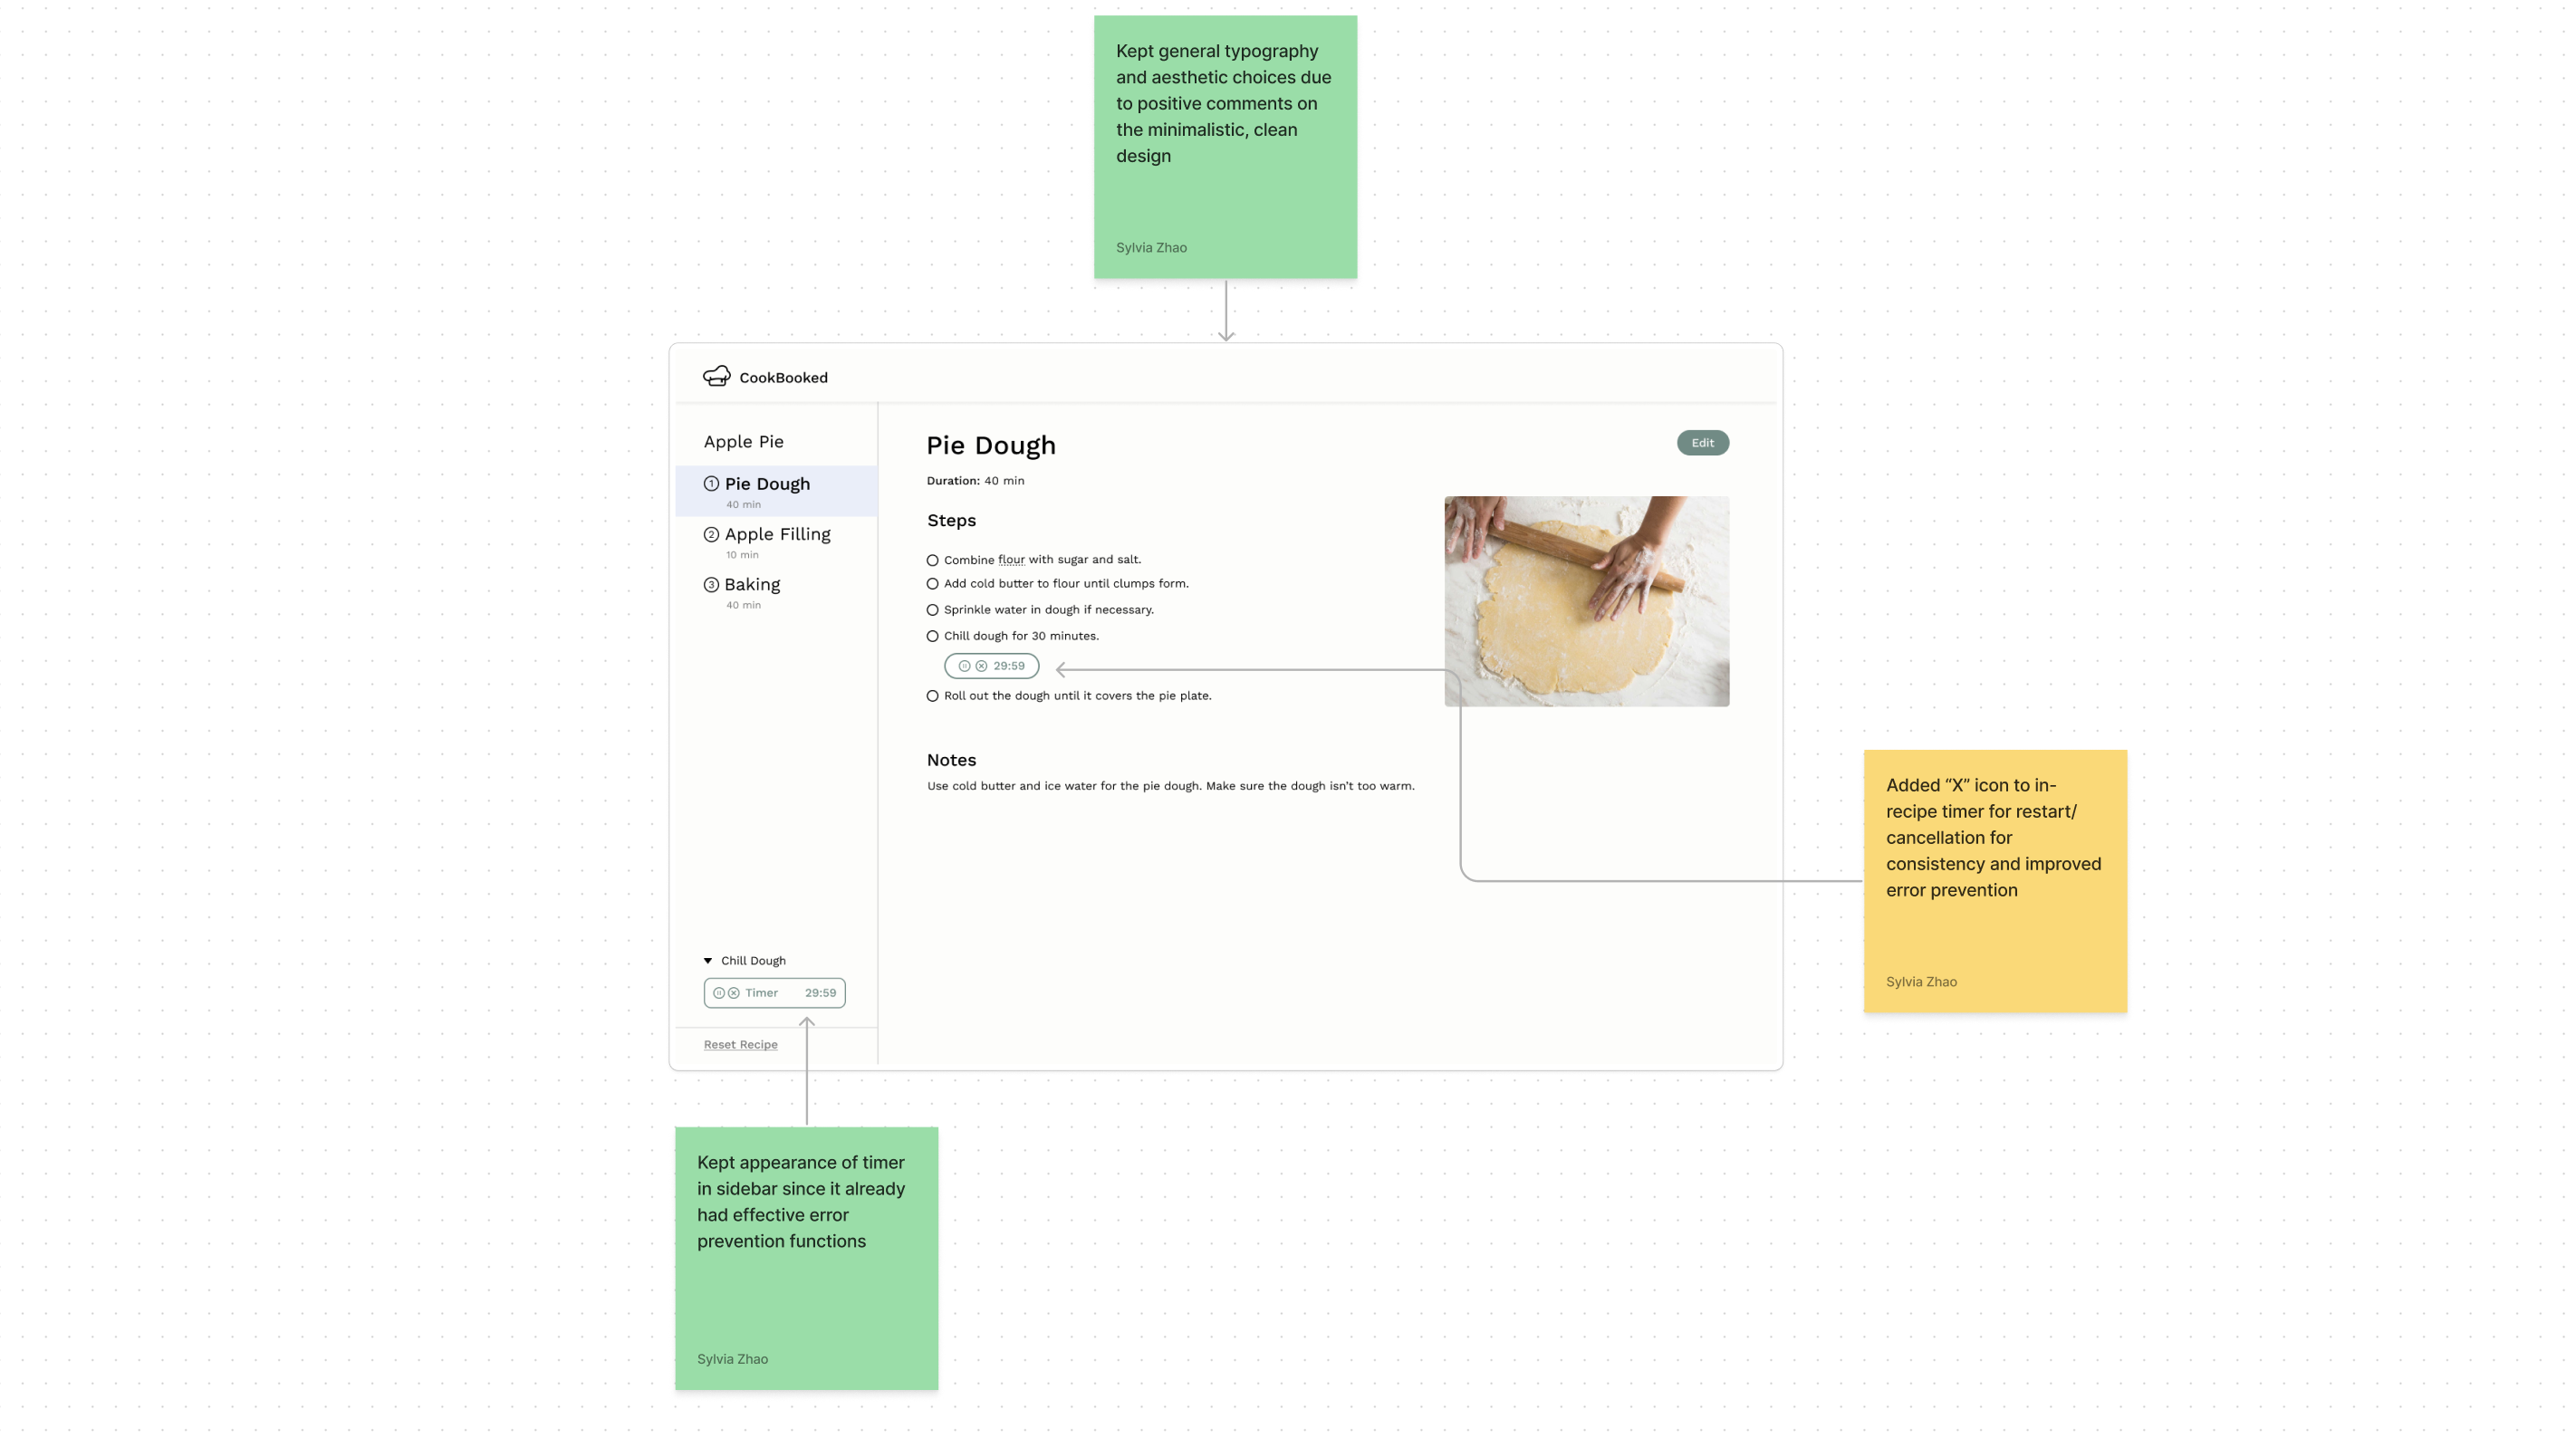 Kept general typography
and aesthetic choices due
to positive comments on
the minimalistic, clean
design
Sylvia Zhao
CookBooked
Apple Pie
1 Pie Dough
40 min
2 Apple Filling
10 min
3 Baking
40 min
Chill Dough
Timer 29:59
Reset Recipe
Pie Dough
Edit
Duration: 40 min
Steps
Combine flour with sugar and salt.
Add cold butter to flour until clumps form.
Sprinkle water in dough if necessary.
Chill dough for 30 minutes.
29:59
Roll out the dough until it covers the pie plate.
Notes
Use cold butter and ice water for the pie dough. Make sure the dough isn't too warm.
Added “X” icon to in-
recipe timer for restart/
cancellation for
consistency and improved
error prevention
Sylvia Zhao
Kept appearance of timer
in sidebar since it already
had effective error
prevention functions
Sylvia Zhao